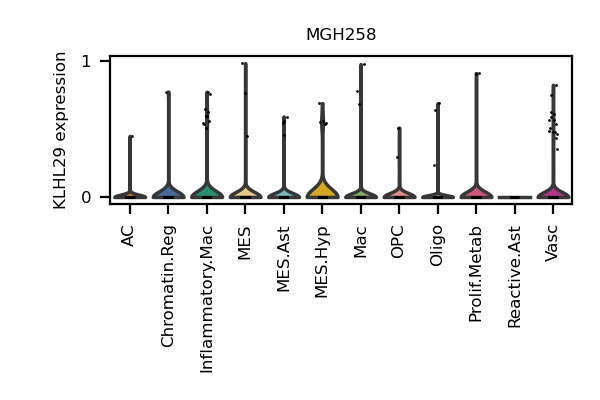 MGH258
KLHL29 expression
1
0
AC
Chromatin.Reg
Inflammatory.Mac
MES
MES.Ast
MES.Hyp
Mac
OPC
Oligo
Prolif.Metab
Reactive.Ast
Vasc